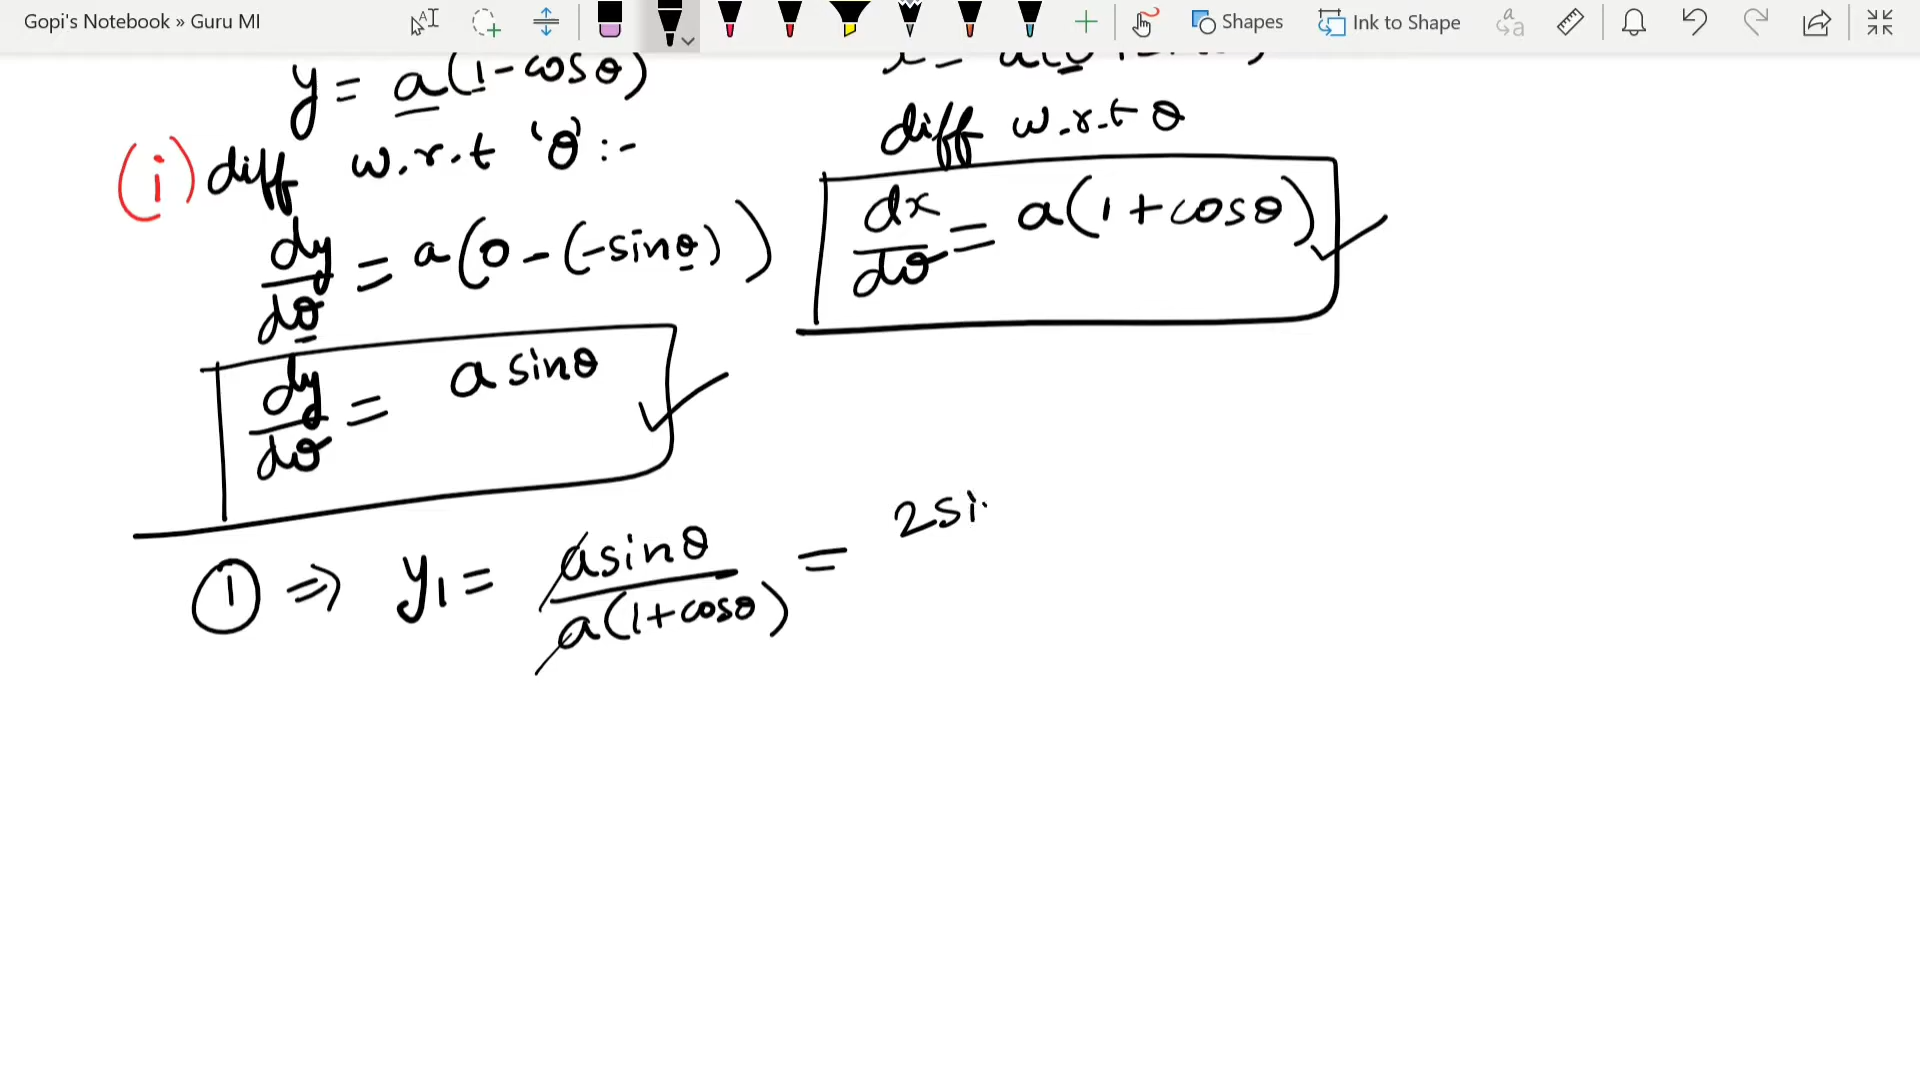 Gopi's Notebook » Guru MI
Shapes
Ink to Shape
y = a(1-cosθ)
(i) diff w.r.t 'θ' :-
dy/dθ = a(0-(-sinθ))
dy/dθ = a sinθ
diff w.r.t θ
dx/dθ = a(1+cosθ)
① ⇒ y₁ = asinθ/a(1+cosθ) = 2si